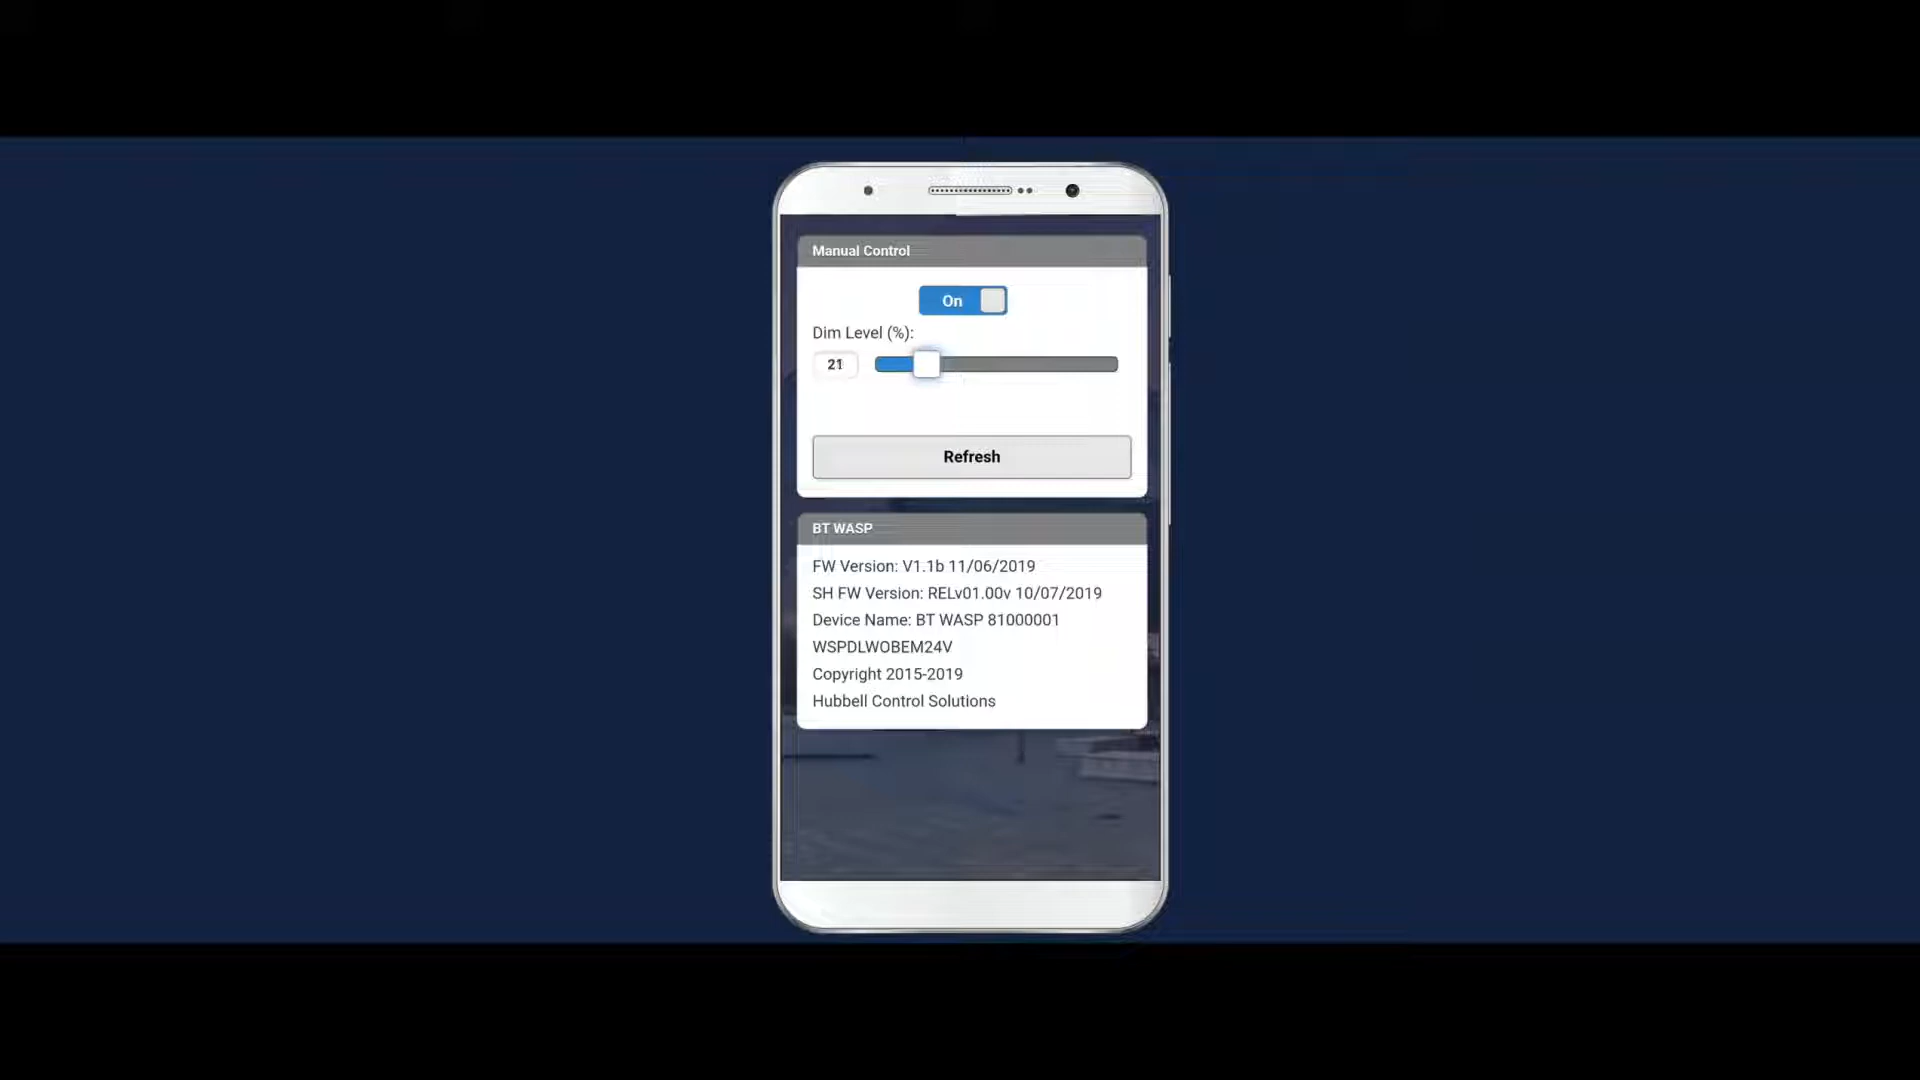 Manual Control
On
Dim Level (%):
21
Refresh
BT WASP
FW Version: V1.1b 11/06/2019
SH FW Version: RELv01.00v 10/07/2019
Device Name: BT WASP 81000001
WSPDLWOBEM24V
Copyright 2015-2019
Hubbell Control Solutions